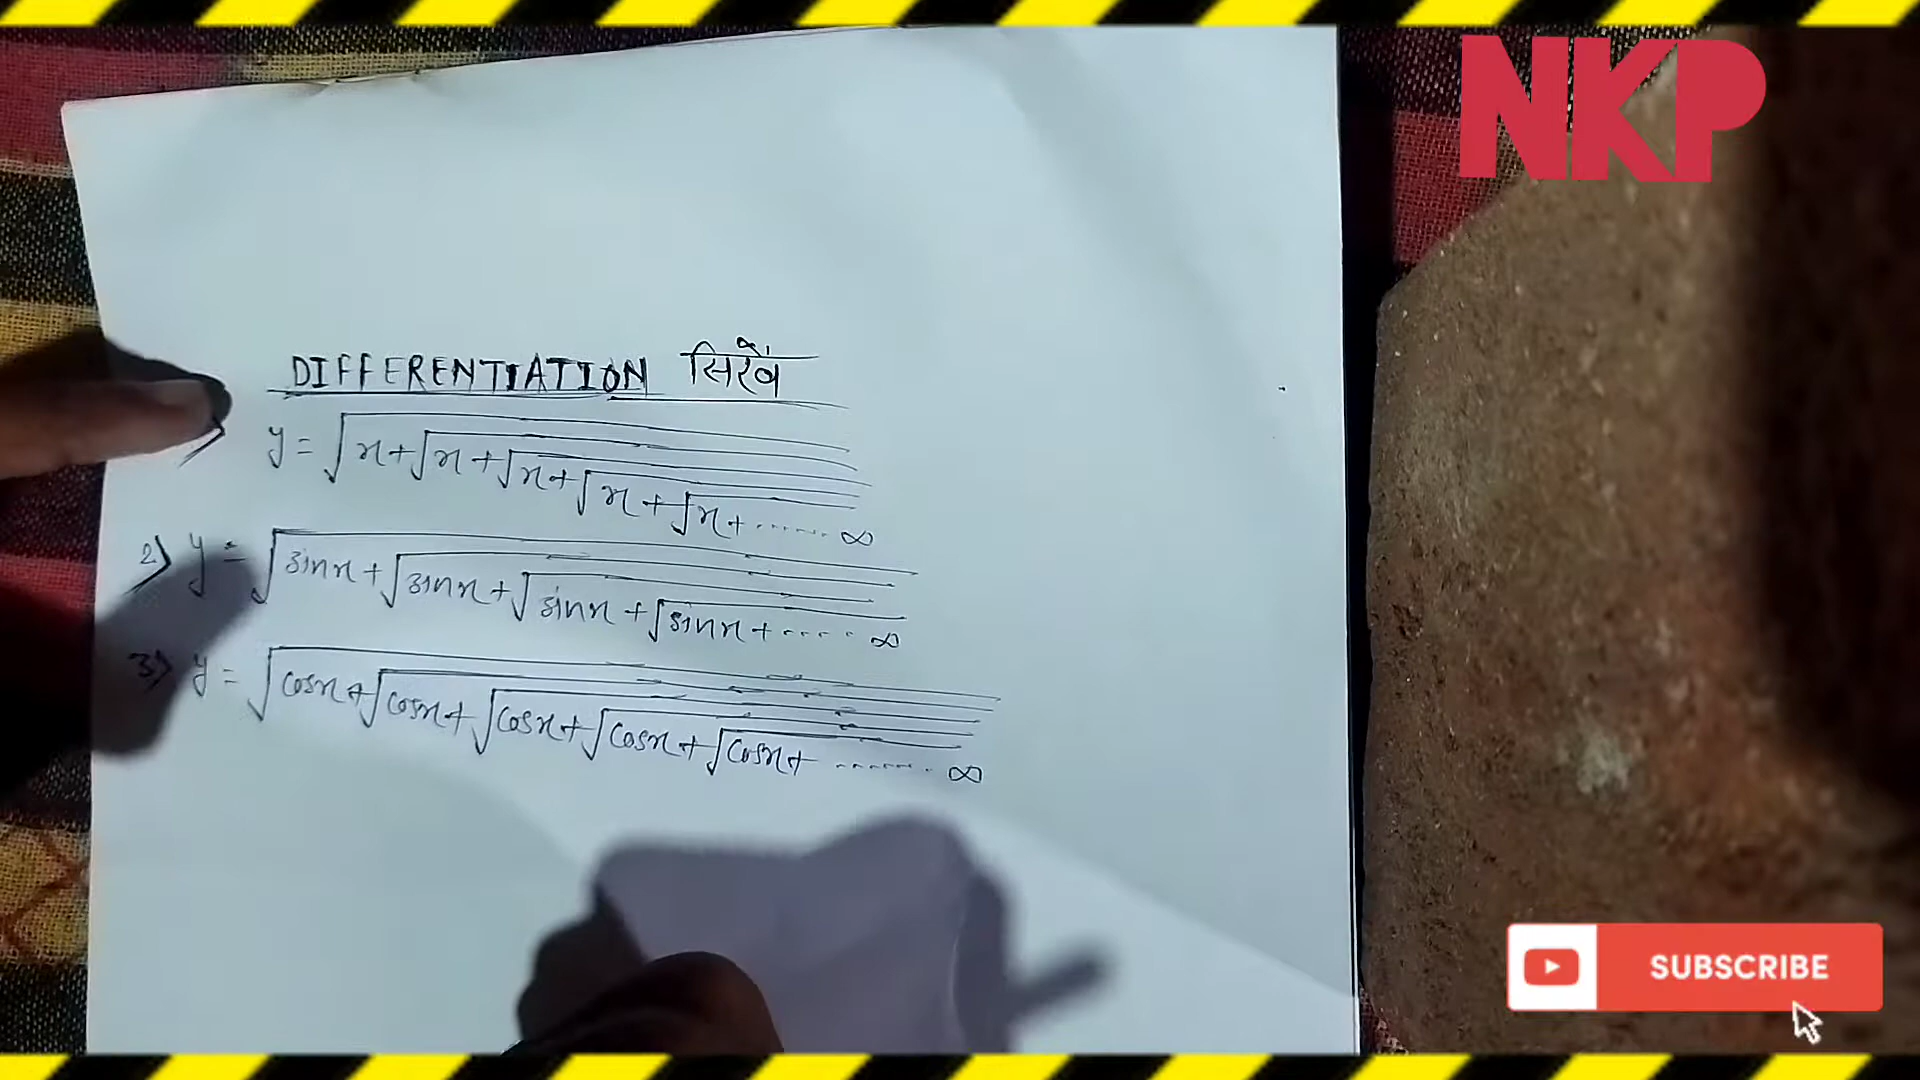 NKP
DIFFERENTIATION
y = √x+√x+√x+√x+√x+.......∞
2) y = √sinx+√sinx+√sinx+√sinx+.....∞
3) y = √cosx+√cosx+√cosx+√cosx+√cosx+........∞
SUBSCRIBE